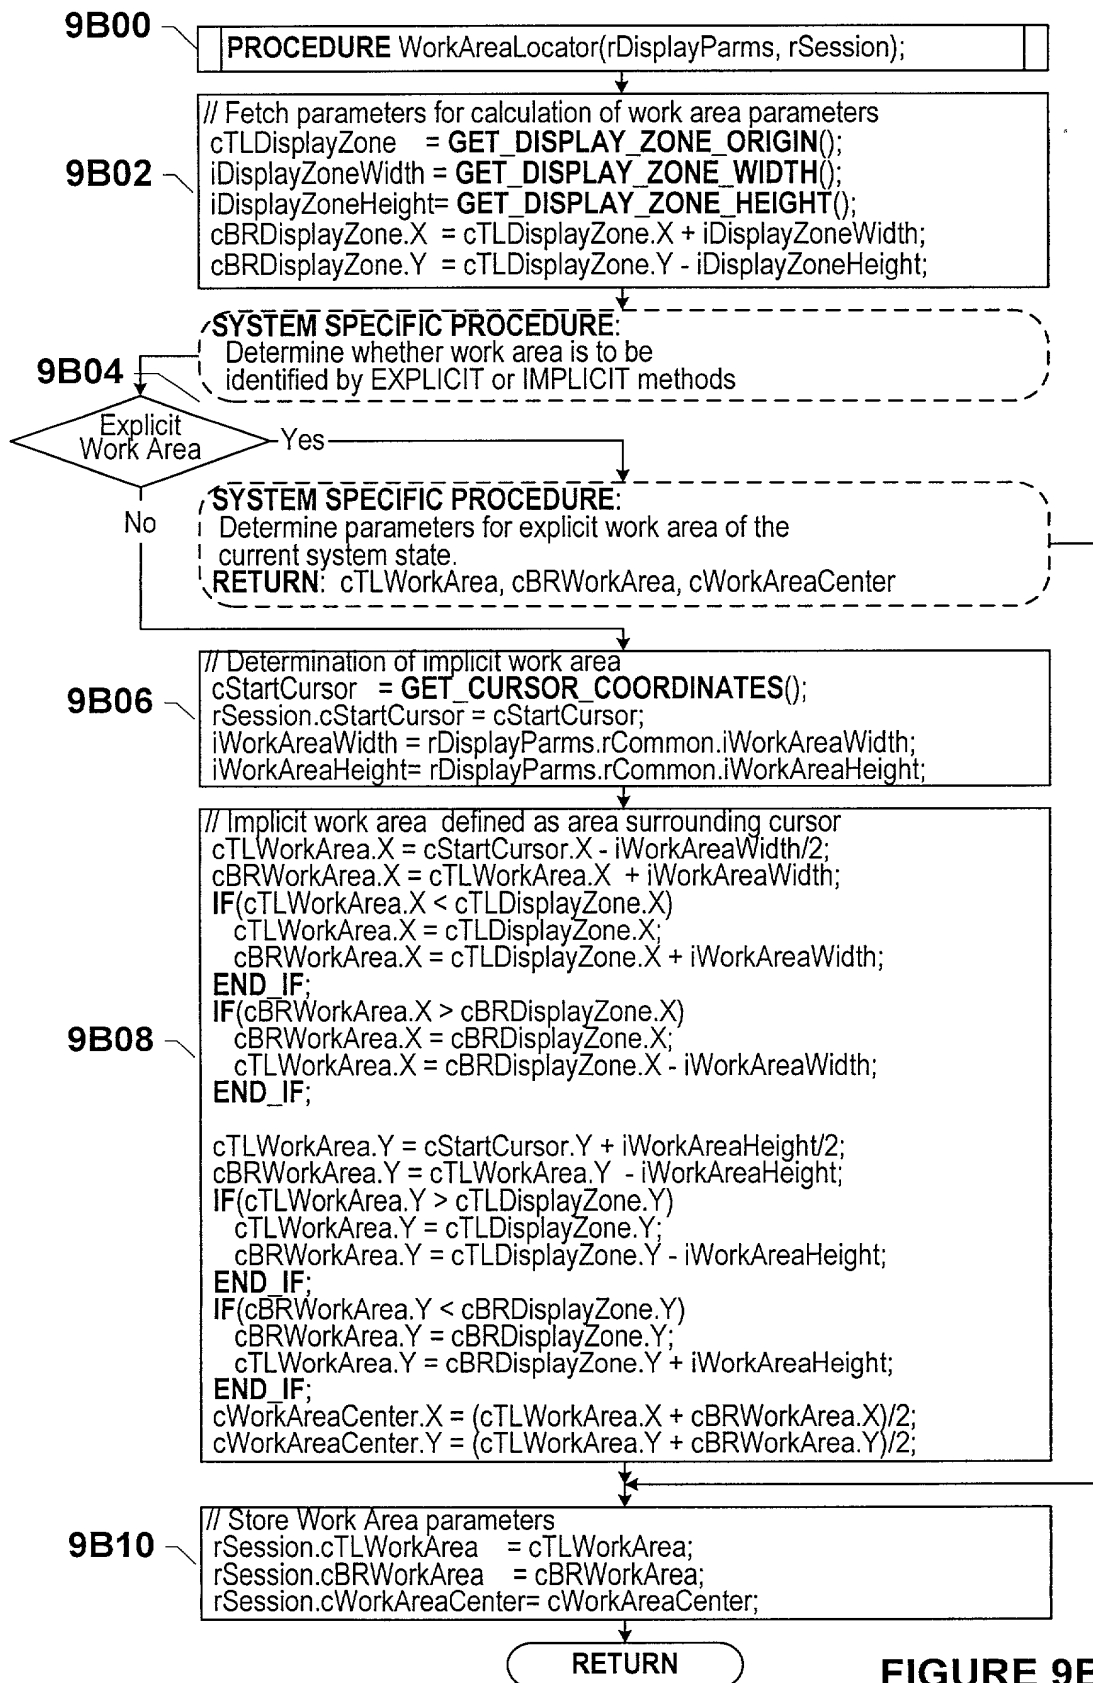 9B00
PROCEDURE WorkAreaLocator(rDisplayParms, rSession);
9B02
// Fetch parameters for calculation of work area parameters
cTLDisplayZone = GET_DISPLAY_ZONE_ORIGIN();
iDisplayZoneWidth = GET_DISPLAY_ZONE_WIDTH();
iDisplayZoneHeight= GET_DISPLAY_ZONE_HEIGHT();
cBRDisplayZone.X = cTLDisplayZone.X + iDisplayZoneWidth;
cBRDisplayZone.Y = cTLDisplayZone.Y - iDisplayZoneHeight;
9B04
SYSTEM SPECIFIC PROCEDURE:
Determine whether work area is to be
identified by EXPLICIT or IMPLICIT methods
Explicit
Work Area
Yes
No
SYSTEM SPECIFIC PROCEDURE:
Determine parameters for explicit work area of the
current system state.
RETURN: cTLWorkArea, cBRWorkArea, cWorkAreaCenter
9B06
// Determination of implicit work area
cStartCursor = GET_CURSOR_COORDINATES();
rSession.cStartCursor = cStartCursor;
iWorkAreaWidth = rDisplayParms.rCommon.iWorkAreaWidth;
iWorkAreaHeight= rDisplayParms.rCommon.iWorkAreaHeight;
9B08
// Implicit work area defined as area surrounding cursor
cTLWorkArea.X = cStartCursor.X - iWorkAreaWidth/2;
cBRWorkArea.X = cTLWorkArea.X + iWorkAreaWidth;
IF(cTLWorkArea.X < cTLDisplayZone.X)
cTLWorkArea.X = cTLDisplayZone.X;
cBRWorkArea.X = cTLDisplayZone.X + iWorkAreaWidth;
END_IF;
IF(cBRWorkArea.X > cBRDisplayZone.X)
cBRWorkArea.X = cBRDisplayZone.X;
cTLWorkArea.X = cBRDisplayZone.X - iWorkAreaWidth;
END_IF;
cTLWorkArea.Y = cStartCursor.Y + iWorkAreaHeight/2;
cBRWorkArea.Y = cTLWorkArea.Y - iWorkAreaHeight;
IF(cTLWorkArea.Y > cTLDisplayZone.Y)
cTLWorkArea.Y = cTLDisplayZone.Y;
cBRWorkArea.Y = cTLDisplayZone.Y - iWorkAreaHeight;
END_IF;
IF(cBRWorkArea.Y < cBRDisplayZone.Y)
cBRWorkArea.Y = cBRDisplayZone.Y;
cTLWorkArea.Y = cBRDisplayZone.Y + iWorkAreaHeight;
END_IF;
cWorkAreaCenter.X = (cTLWorkArea.X + cBRWorkArea.X)/2;
cWorkAreaCenter.Y = (cTLWorkArea.Y + cBRWorkArea.Y)/2;
9B10
// Store Work Area parameters
rSession.cTLWorkArea = cTLWorkArea;
rSession.cBRWorkArea = cBRWorkArea;
rSession.cWorkAreaCenter= cWorkAreaCenter;
RETURN
FIGURE 9B